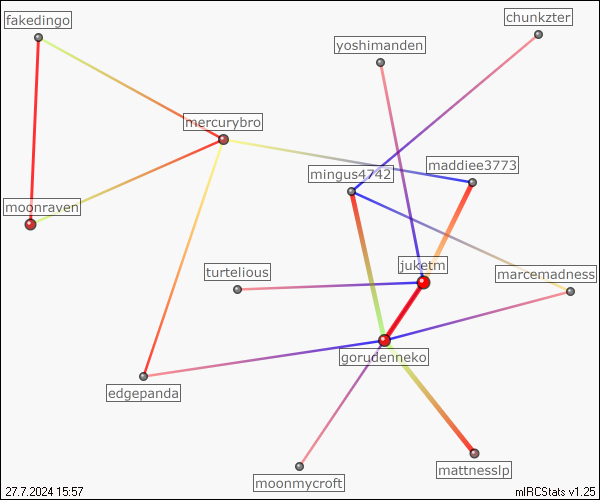 fakedingo
chunkzter
yoshimanden
mercurybro
maddiee3773
mingus4742
moonraven
juketm
turtelious
marcemadness
gorudenneko
edgepanda
mattnesslp
moonmycroft
27.7.2024 15:57
mIRCStats v1.25